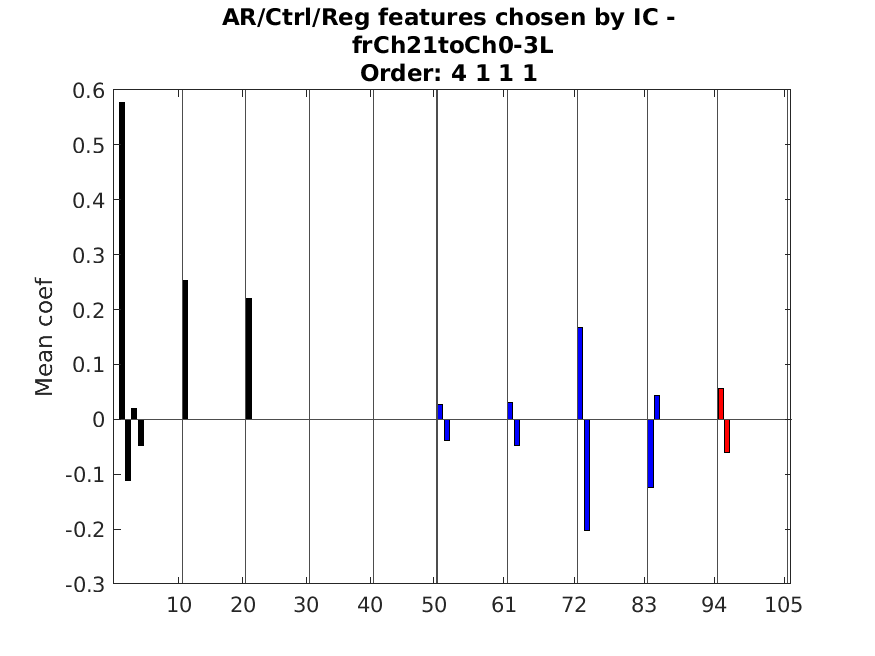 AR/Ctrl/Reg features chosen by IC -
frCh21toCh0-3L
Order: 4 1 1 1
0.6
0.5
0.4
0.3
0.2
0.1
0
-0.1
-0.2
-0.3
Mean coef
10 20 30 40 50 61 72 83 94 105